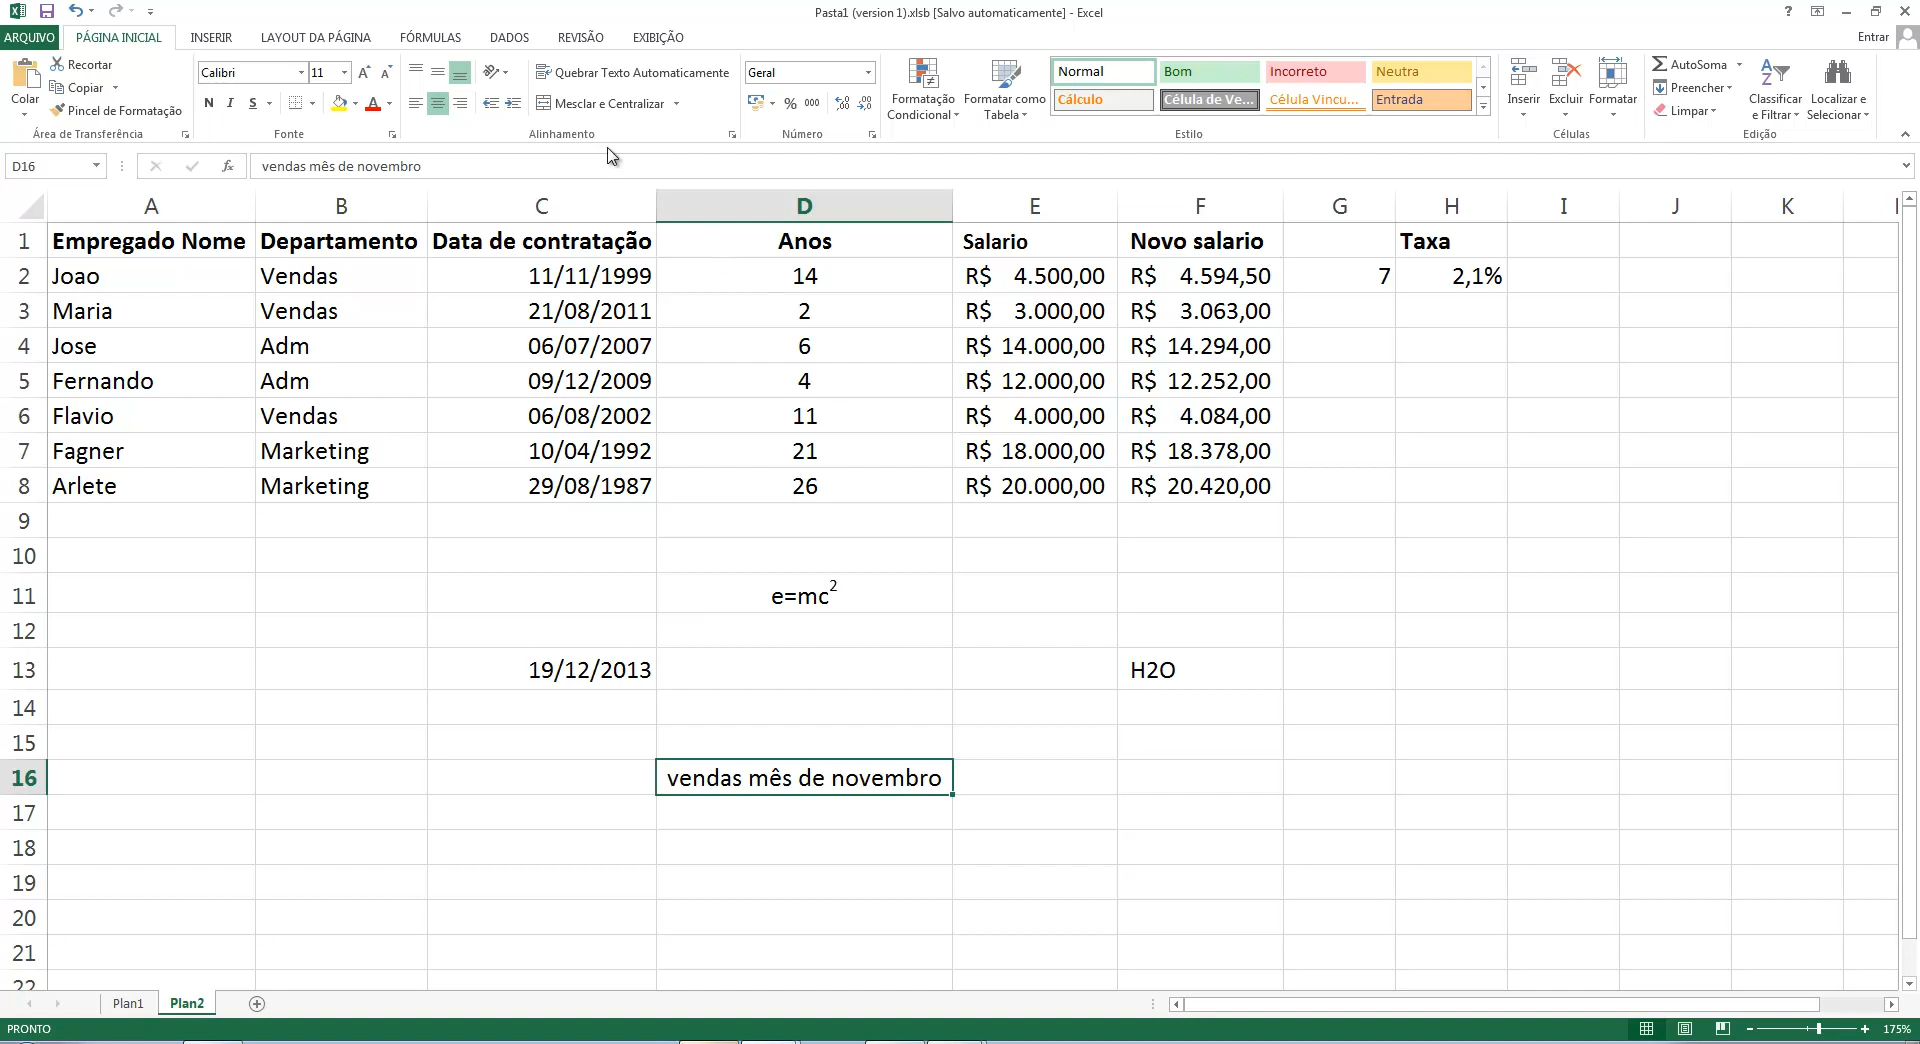 Pasta1 (version 1).xlsb [Salvo automaticamente] - Excel
ARQUIVO PÁGINA INICIAL INSERIR LAYOUT DA PÁGINA FÓRMULAS DADOS REVISÃO EXIBIÇÃO Entrar
Colar
Recortar
Copiar
Pincel de Formatação
Área de Transferência
Calibri 11
N I S
Fonte
Quebrar Texto Automaticamente
Mesclar e Centralizar
Alinhamento
Geral
% 000
Número
Formatação Condicional
Formatar como Tabela
Normal Bom Incorreto Neutra
Cálculo Célula de Ve... Célula Vincu... Entrada
Estilo
Inserir Excluir Formatar
Células
AutoSoma
Preencher
Limpar
Classificar e Filtrar
Localizar e Selecionar
Edição
D16 fx vendas mês de novembro
A B C D E F G H I J K
1 Empregado Nome Departamento Data de contratação Anos Salario Novo salario Taxa
2 Joao Vendas 11/11/1999 14 R$ 4.500,00 R$ 4.594,50 7 2,1%
3 Maria Vendas 21/08/2011 2 R$ 3.000,00 R$ 3.063,00
4 Jose Adm 06/07/2007 6 R$ 14.000,00 R$ 14.294,00
5 Fernando Adm 09/12/2009 4 R$ 12.000,00 R$ 12.252,00
6 Flavio Vendas 06/08/2002 11 R$ 4.000,00 R$ 4.084,00
7 Fagner Marketing 10/04/1992 21 R$ 18.000,00 R$ 18.378,00
8 Arlete Marketing 29/08/1987 26 R$ 20.000,00 R$ 20.420,00
9
10
11 e=mc²
12
13 19/12/2013 H2O
14
15
16 vendas mês de novembro
17
18
19
20
21
22
Plan1 Plan2
PRONTO 175%